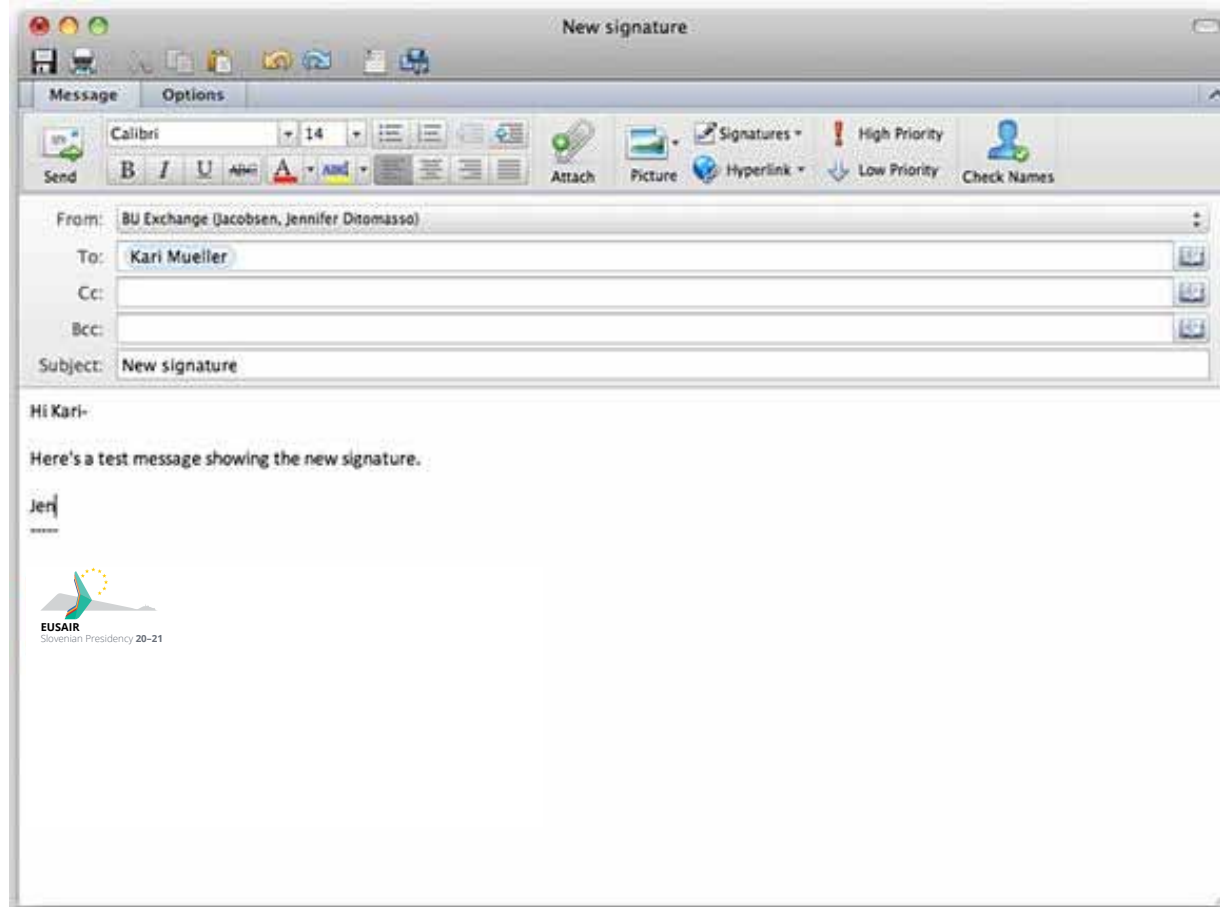 New signature
Message Options
Calibri 14 Signatures High Priority
Send B I U ABC A Attach Picture Hyperlink Low Priority Check Names
From: BU Exchange (Jacobsen, Jennifer Ditomasso)
To: Kari Mueller
Cc:
Bcc:
Subject: New signature
Hi Kari-
Here's a test message showing the new signature.
Jen
-----
EUSAIR
Slovenian Presidency 20–21